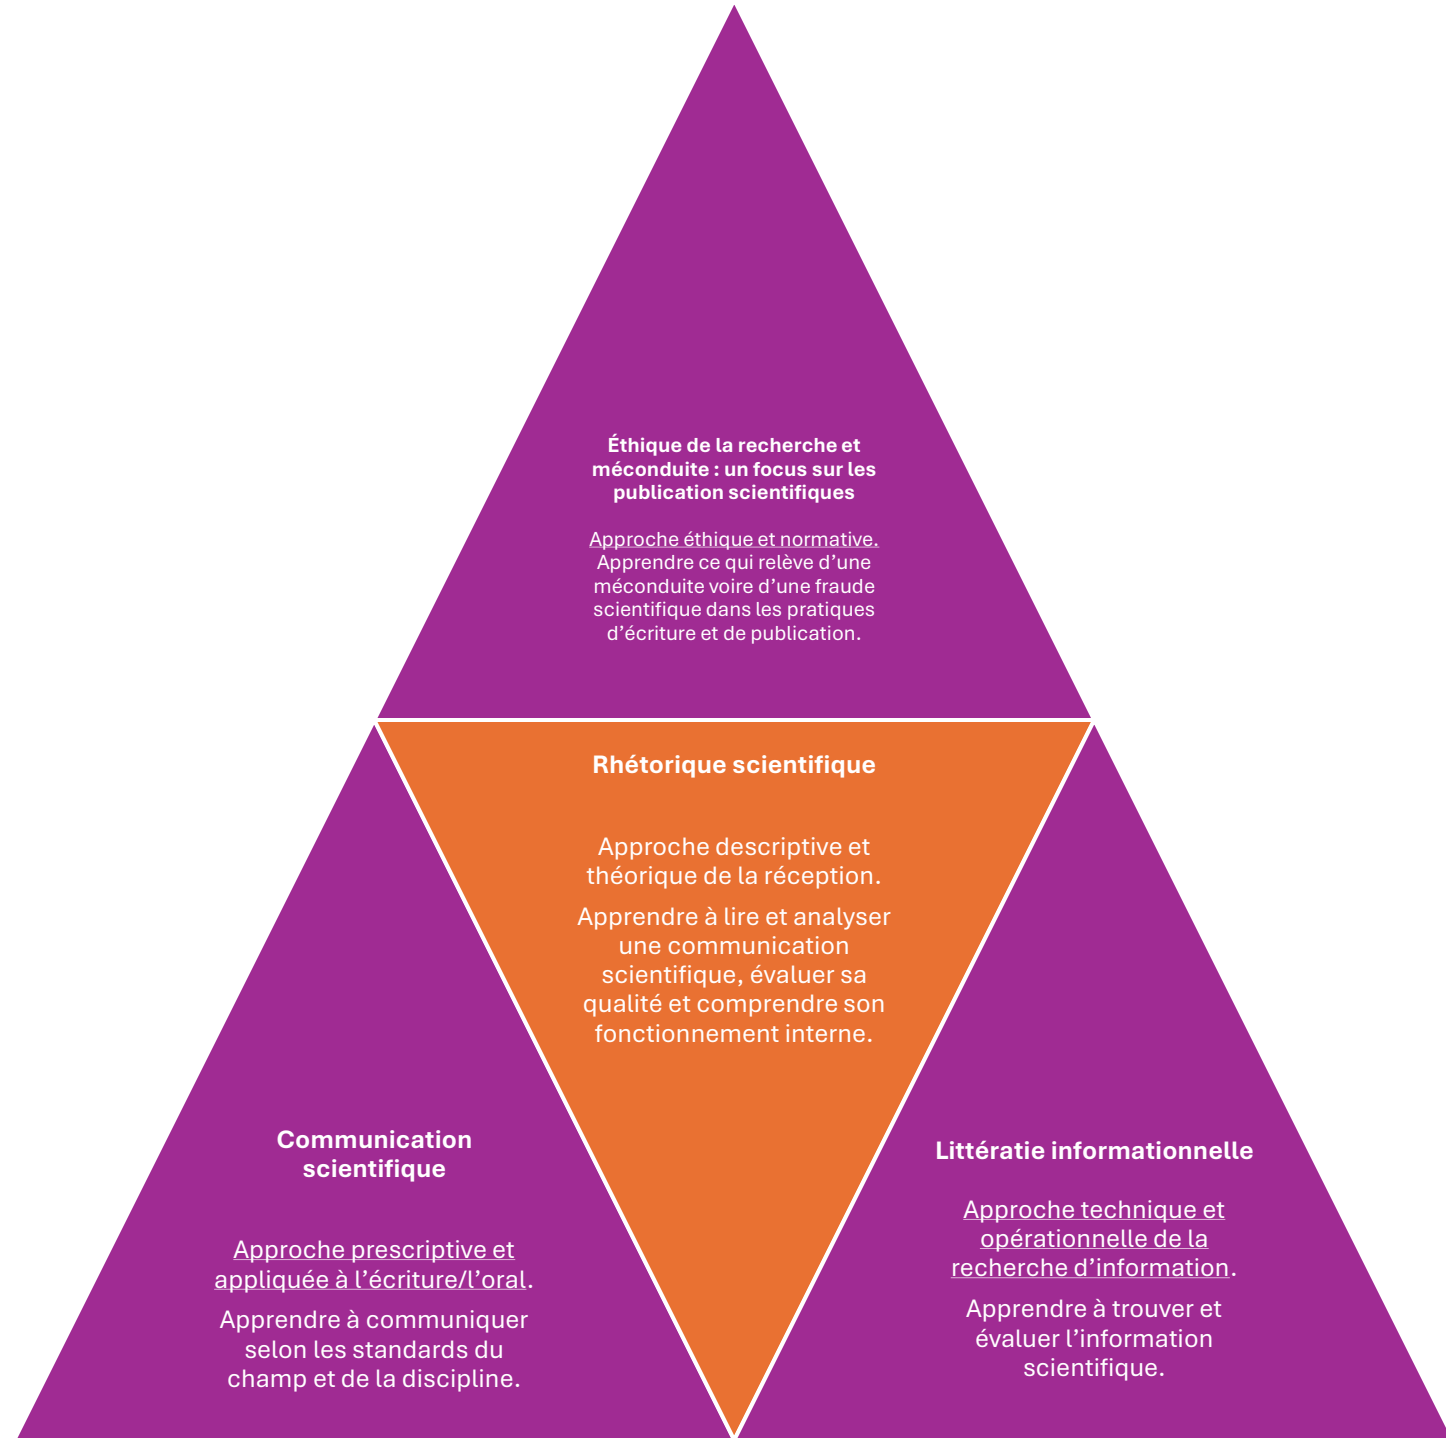 Éthique de la recherche et
méconduite : un focus sur les
publication scientifiques
Approche éthique et normative.
Apprendre ce qui relève d’une
méconduite voire d’une fraude
scientifique dans les pratiques
d’écriture et de publication.
Rhétorique scientifique
Approche descriptive et
théorique de la réception.
Apprendre à lire et analyser
une communication
scientifique, évaluer sa
qualité et comprendre son
fonctionnement interne.
Communication
scientifique
Approche prescriptive et
appliquée à l’écriture/l’oral.
Apprendre à communiquer
selon les standards du
champ et de la discipline.
Littératie informationnelle
Approche technique et
opérationnelle de la
recherche d’information.
Apprendre à trouver et
évaluer l’information
scientifique.